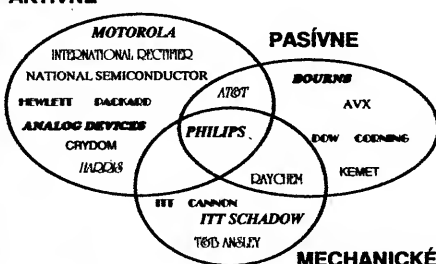 AKTÍVNE
MOTOROLA
INTERNATIONAL RECTIFIER
NATIONAL SEMICONDUCTOR
HEWLETT PACKARD
ANALOG DEVICES
CRYDOM
HARRIS
PASÍVNE
AT&T
BOURNS
AVX
DOW CORNING
KEMET
PHILIPS
RAYCHEM
ITT CANNON
ITT SCHADOW
T&B ANSLEY
MECHANICKÉ